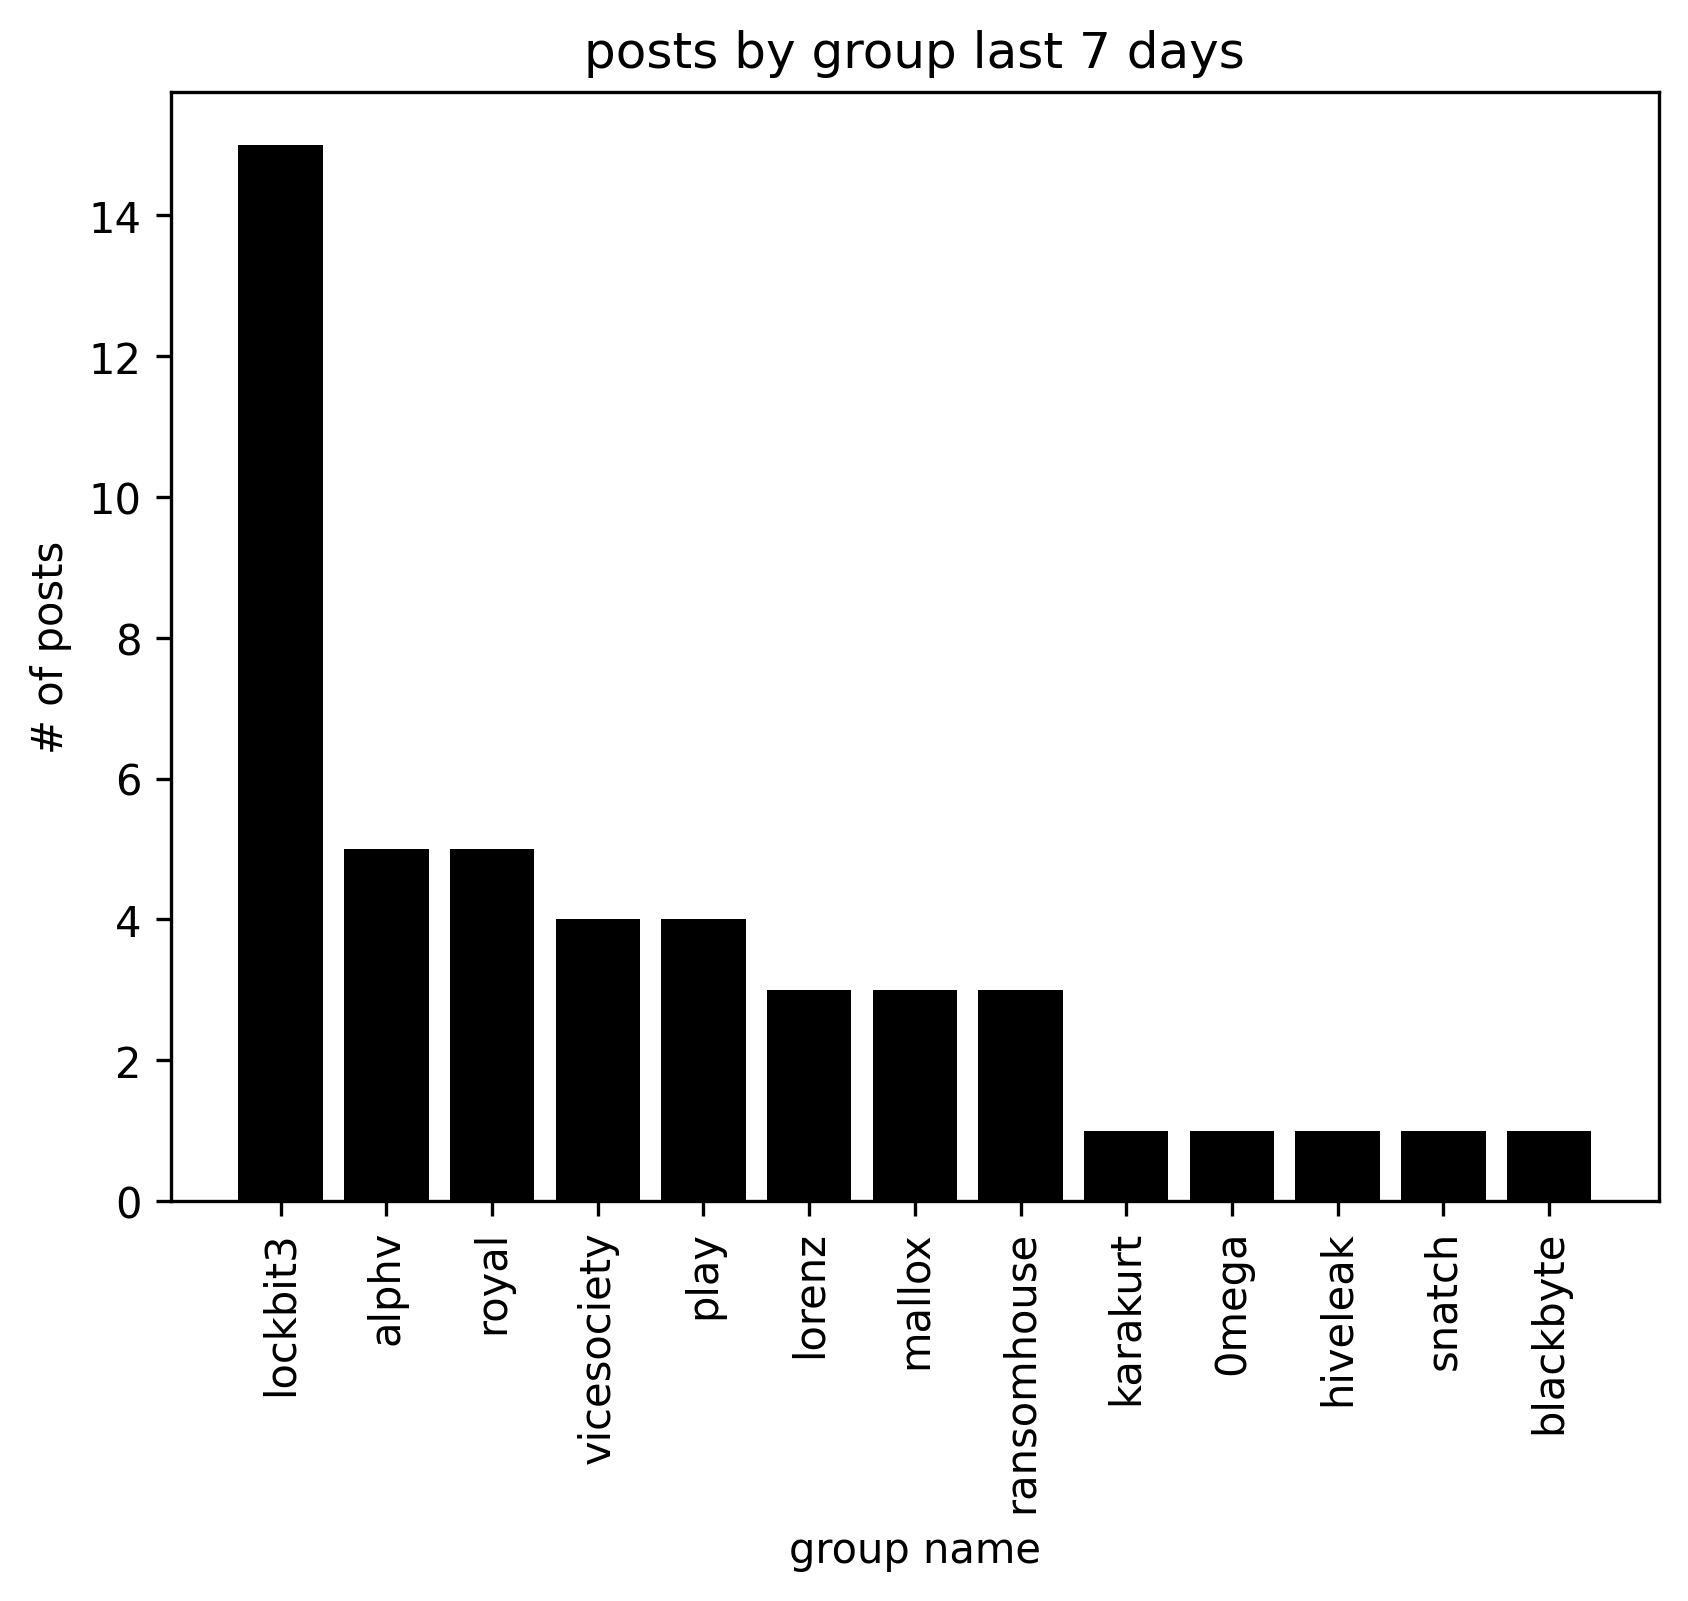 posts by group last 7 days
# of posts
14
12
10
8
6
4
2
0
lockbit3
alphv
royal
vicesociety
play
lorenz
mallox
ransomhouse
karakurt
0mega
hiveleak
snatch
blackbyte
group name